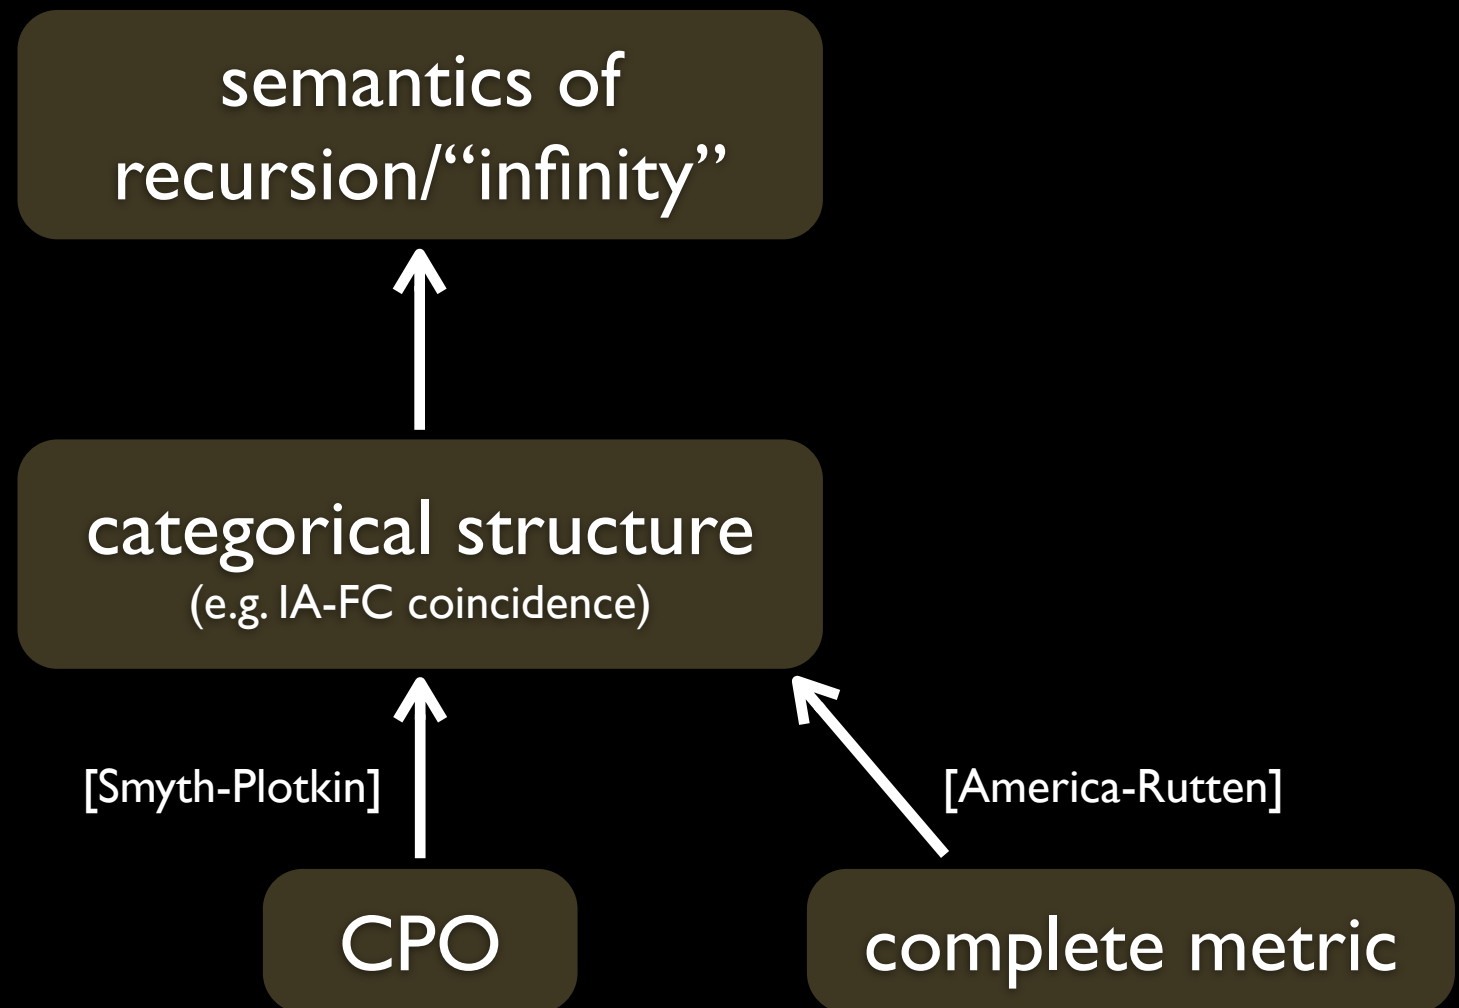 semantics of
recursion/“infinity”
categorical structure
(e.g. IA-FC coincidence)
[Smyth-Plotkin]
[America-Rutten]
CPO
complete metric